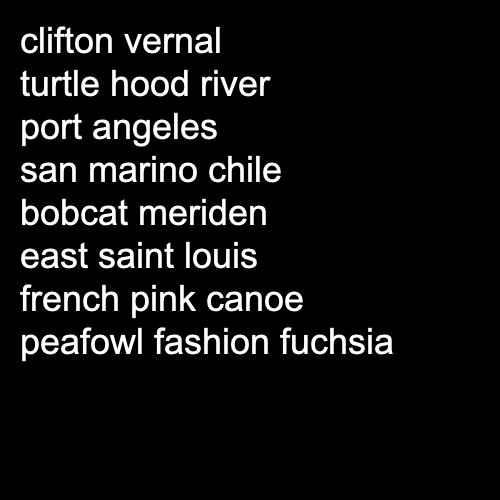 clifton vernal
turtle hood river
port angeles
san marino chile
bobcat meriden
east saint louis
french pink canoe
peafowl fashion fuchsia